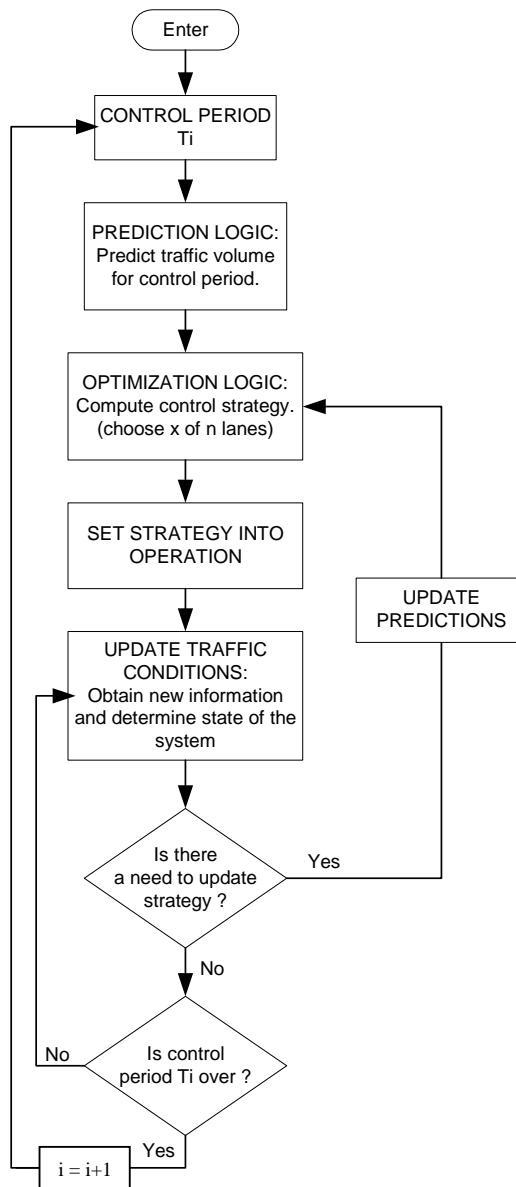 Enter
CONTROL PERIOD
Ti
PREDICTION LOGIC:
Predict traffic volume
for control period.
OPTIMIZATION LOGIC:
Compute control strategy.
(choose x of n lanes)
SET STRATEGY INTO
OPERATION
UPDATE
PREDICTIONS
UPDATE TRAFFIC
CONDITIONS:
Obtain new information
and determine state of the
system
Is there
a need to update
strategy ?
Yes
No
Is control
period Ti over ?
No
Yes
i = i+1